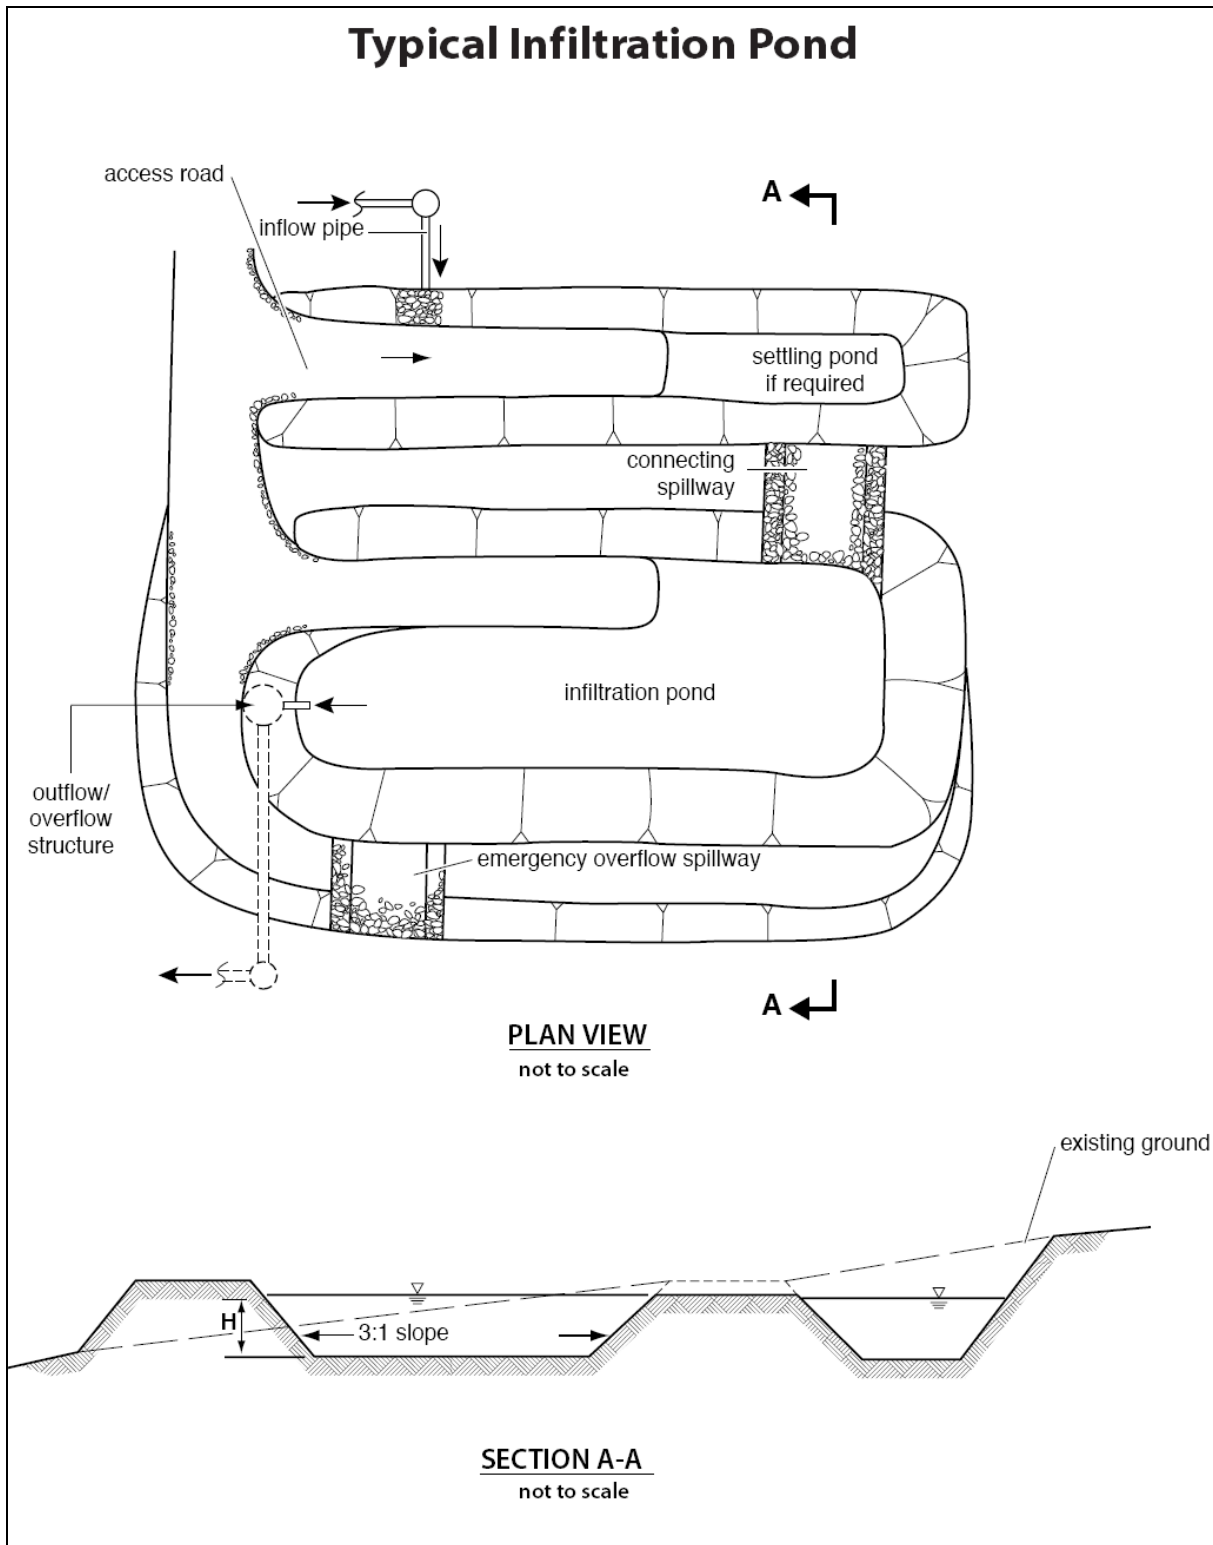 Typical Infiltration Pond
access road
inflow pipe
A
settling pond
if required
connecting
spillway
infiltration pond
outflow/
overflow
structure
emergency overflow spillway
A
PLAN VIEW
not to scale
existing ground
H
3:1 slope
SECTION A-A
not to scale